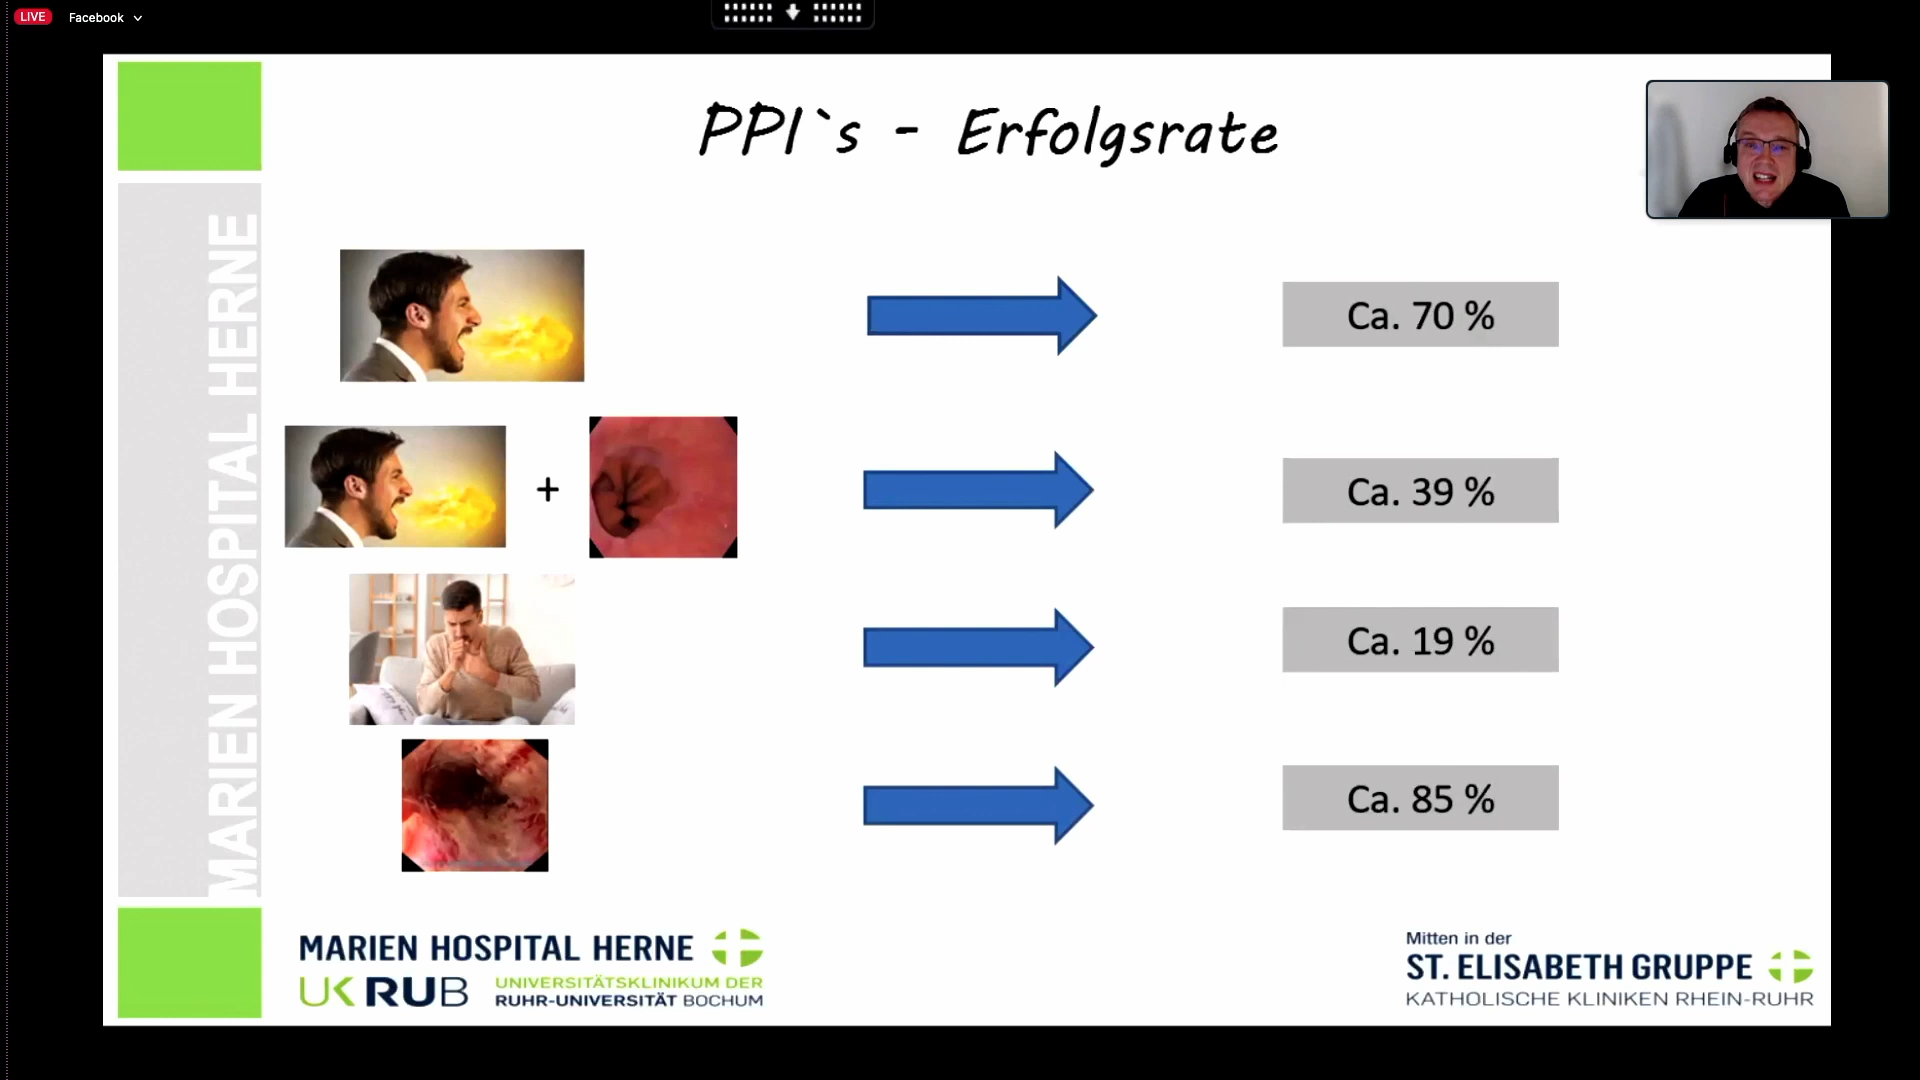 LIVE
Facebook
PPI`s - Erfolgsrate
MARIEN HOSPITAL HERNE
Ca. 70 %
+
Ca. 39 %
Ca. 19 %
Ca. 85 %
MARIEN HOSPITAL HERNE
UK RUB
UNIVERSITÄTSKLINIKUM DER
RUHR-UNIVERSITÄT BOCHUM
Mitten in der
ST. ELISABETH GRUPPE
KATHOLISCHE KLINIKEN RHEIN-RUHR